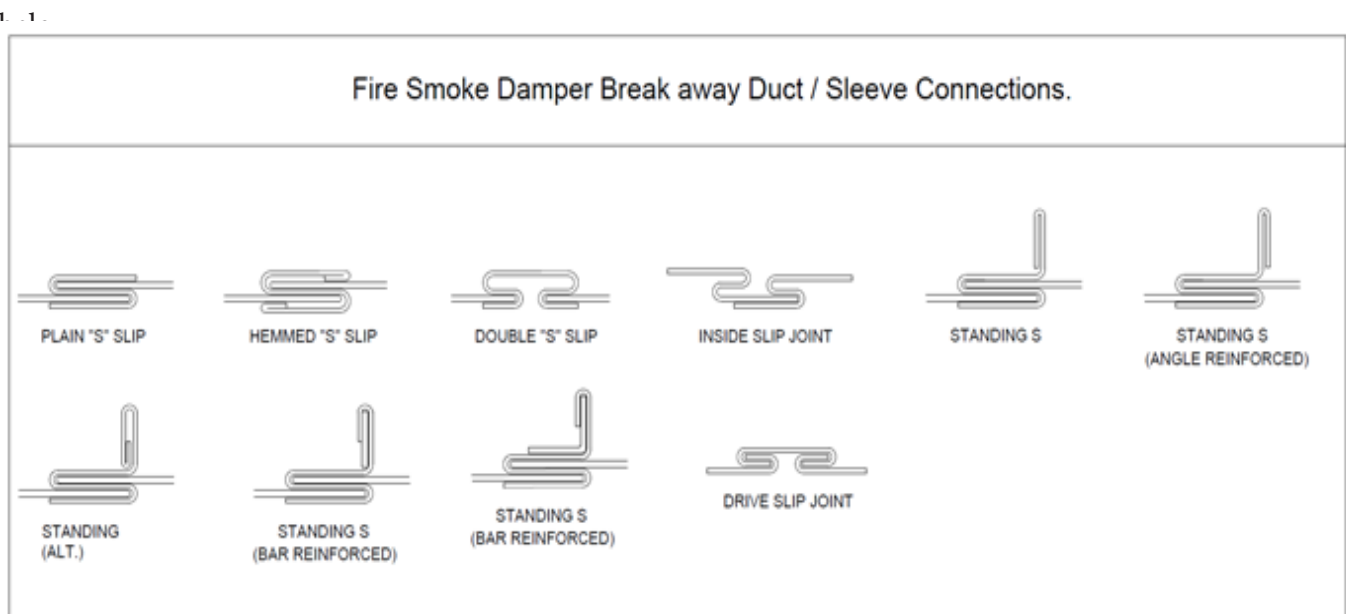 Fire Smoke Damper Break away Duct / Sleeve Connections.
PLAIN "S" SLIP
HEMMED "S" SLIP
DOUBLE "S" SLIP
INSIDE SLIP JOINT
STANDING S
STANDING S
(ANGLE REINFORCED)
STANDING
(ALT.)
STANDING S
(BAR REINFORCED)
STANDING S
(BAR REINFORCED)
DRIVE SLIP JOINT